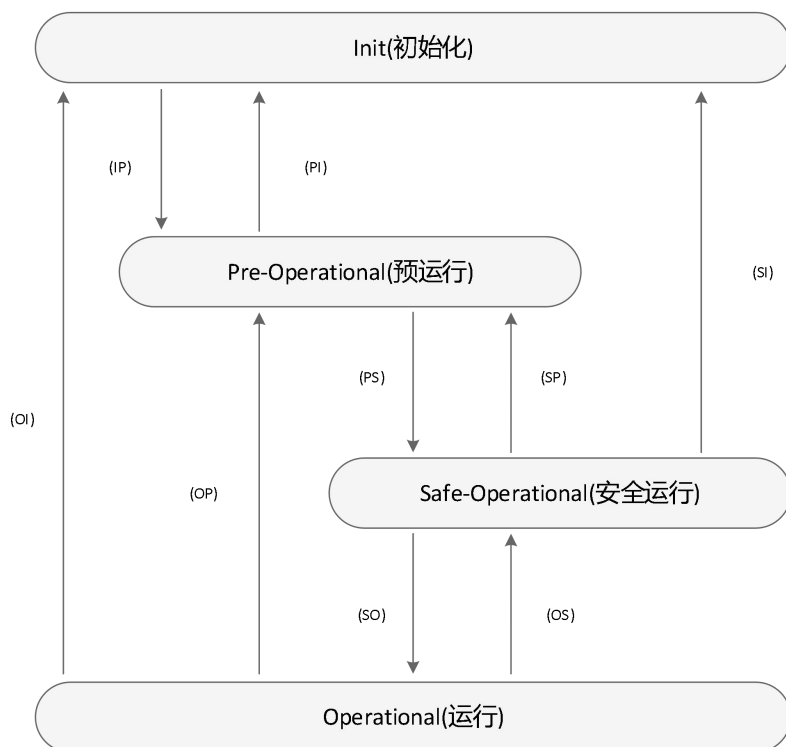 Init(初始化)
(IP)
(PI)
Pre-Operational(预运行)
(SI)
(PS)
(SP)
(OI)
(OP)
Safe-Operational(安全运行)
(SO)
(OS)
Operational(运行)